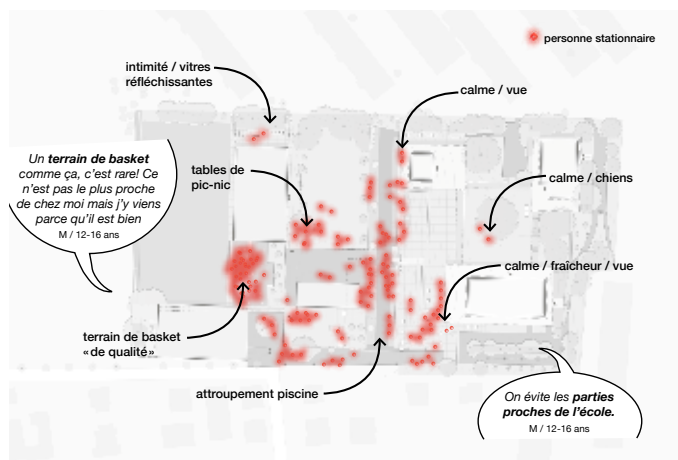 personne stationnaire
intimité / vitres
réfléchissantes
calme / vue
Un terrain de basket
comme ça, c'est rare! Ce
n'est pas le plus proche
de chez moi mais j'y viens
parce qu'il est bien
M / 12-16 ans
tables de
pic-nic
calme / chiens
calme / fraîcheur / vue
terrain de basket
«de qualité»
attroupement piscine
On évite les parties
proches de l'école.
M / 12-16 ans